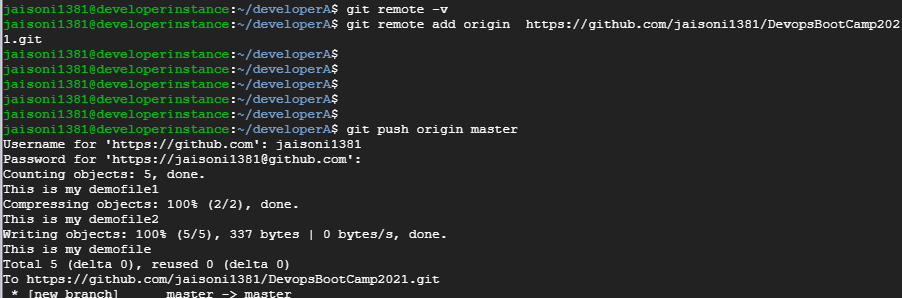 jaisoni1381@developerinstance:~/developerA$ git remote -v
jaisoni1381@developerinstance:~/developerA$ git remote add origin  https://github.com/jaisoni1381/DevopsBootCamp202
1.git
jaisoni1381@developerinstance:~/developerA$
jaisoni1381@developerinstance:~/developerA$
jaisoni1381@developerinstance:~/developerA$
jaisoni1381@developerinstance:~/developerA$
jaisoni1381@developerinstance:~/developerA$
jaisoni1381@developerinstance:~/developerA$ git push origin master
Username for 'https://github.com': jaisoni1381
Password for 'https://jaisoni1381@github.com':
Counting objects: 5, done.
This is my demofile1
Compressing objects: 100% (2/2), done.
This is my demofile2
Writing objects: 100% (5/5), 337 bytes | 0 bytes/s, done.
This is my demofile
Total 5 (delta 0), reused 0 (delta 0)
To https://github.com/jaisoni1381/DevopsBootCamp2021.git
 * [new branch]      master -> master